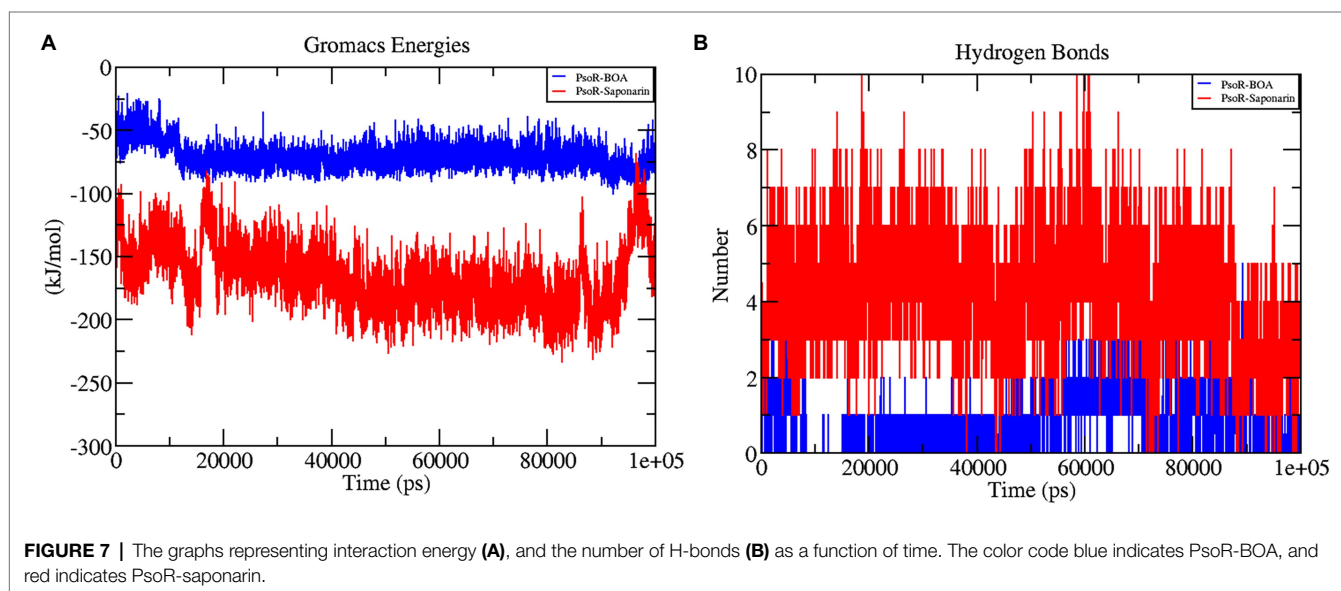 A
Gromacs Energies
PsoR-BOA
PsoR-Saponarin
0
-50
-100
-150
-200
-250
-300
(kJ/mol)
0
20000
40000
60000
80000
1e+05
Time (ps)
B
Hydrogen Bonds
PsoR-BOA
PsoR-Saponarin
10
8
6
4
2
0
Number
0
20000
40000
60000
80000
1e+05
Time (ps)
FIGURE 7 | The graphs representing interaction energy (A), and the number of H-bonds (B) as a function of time. The color code blue indicates PsoR-BOA, and
red indicates PsoR-saponarin.